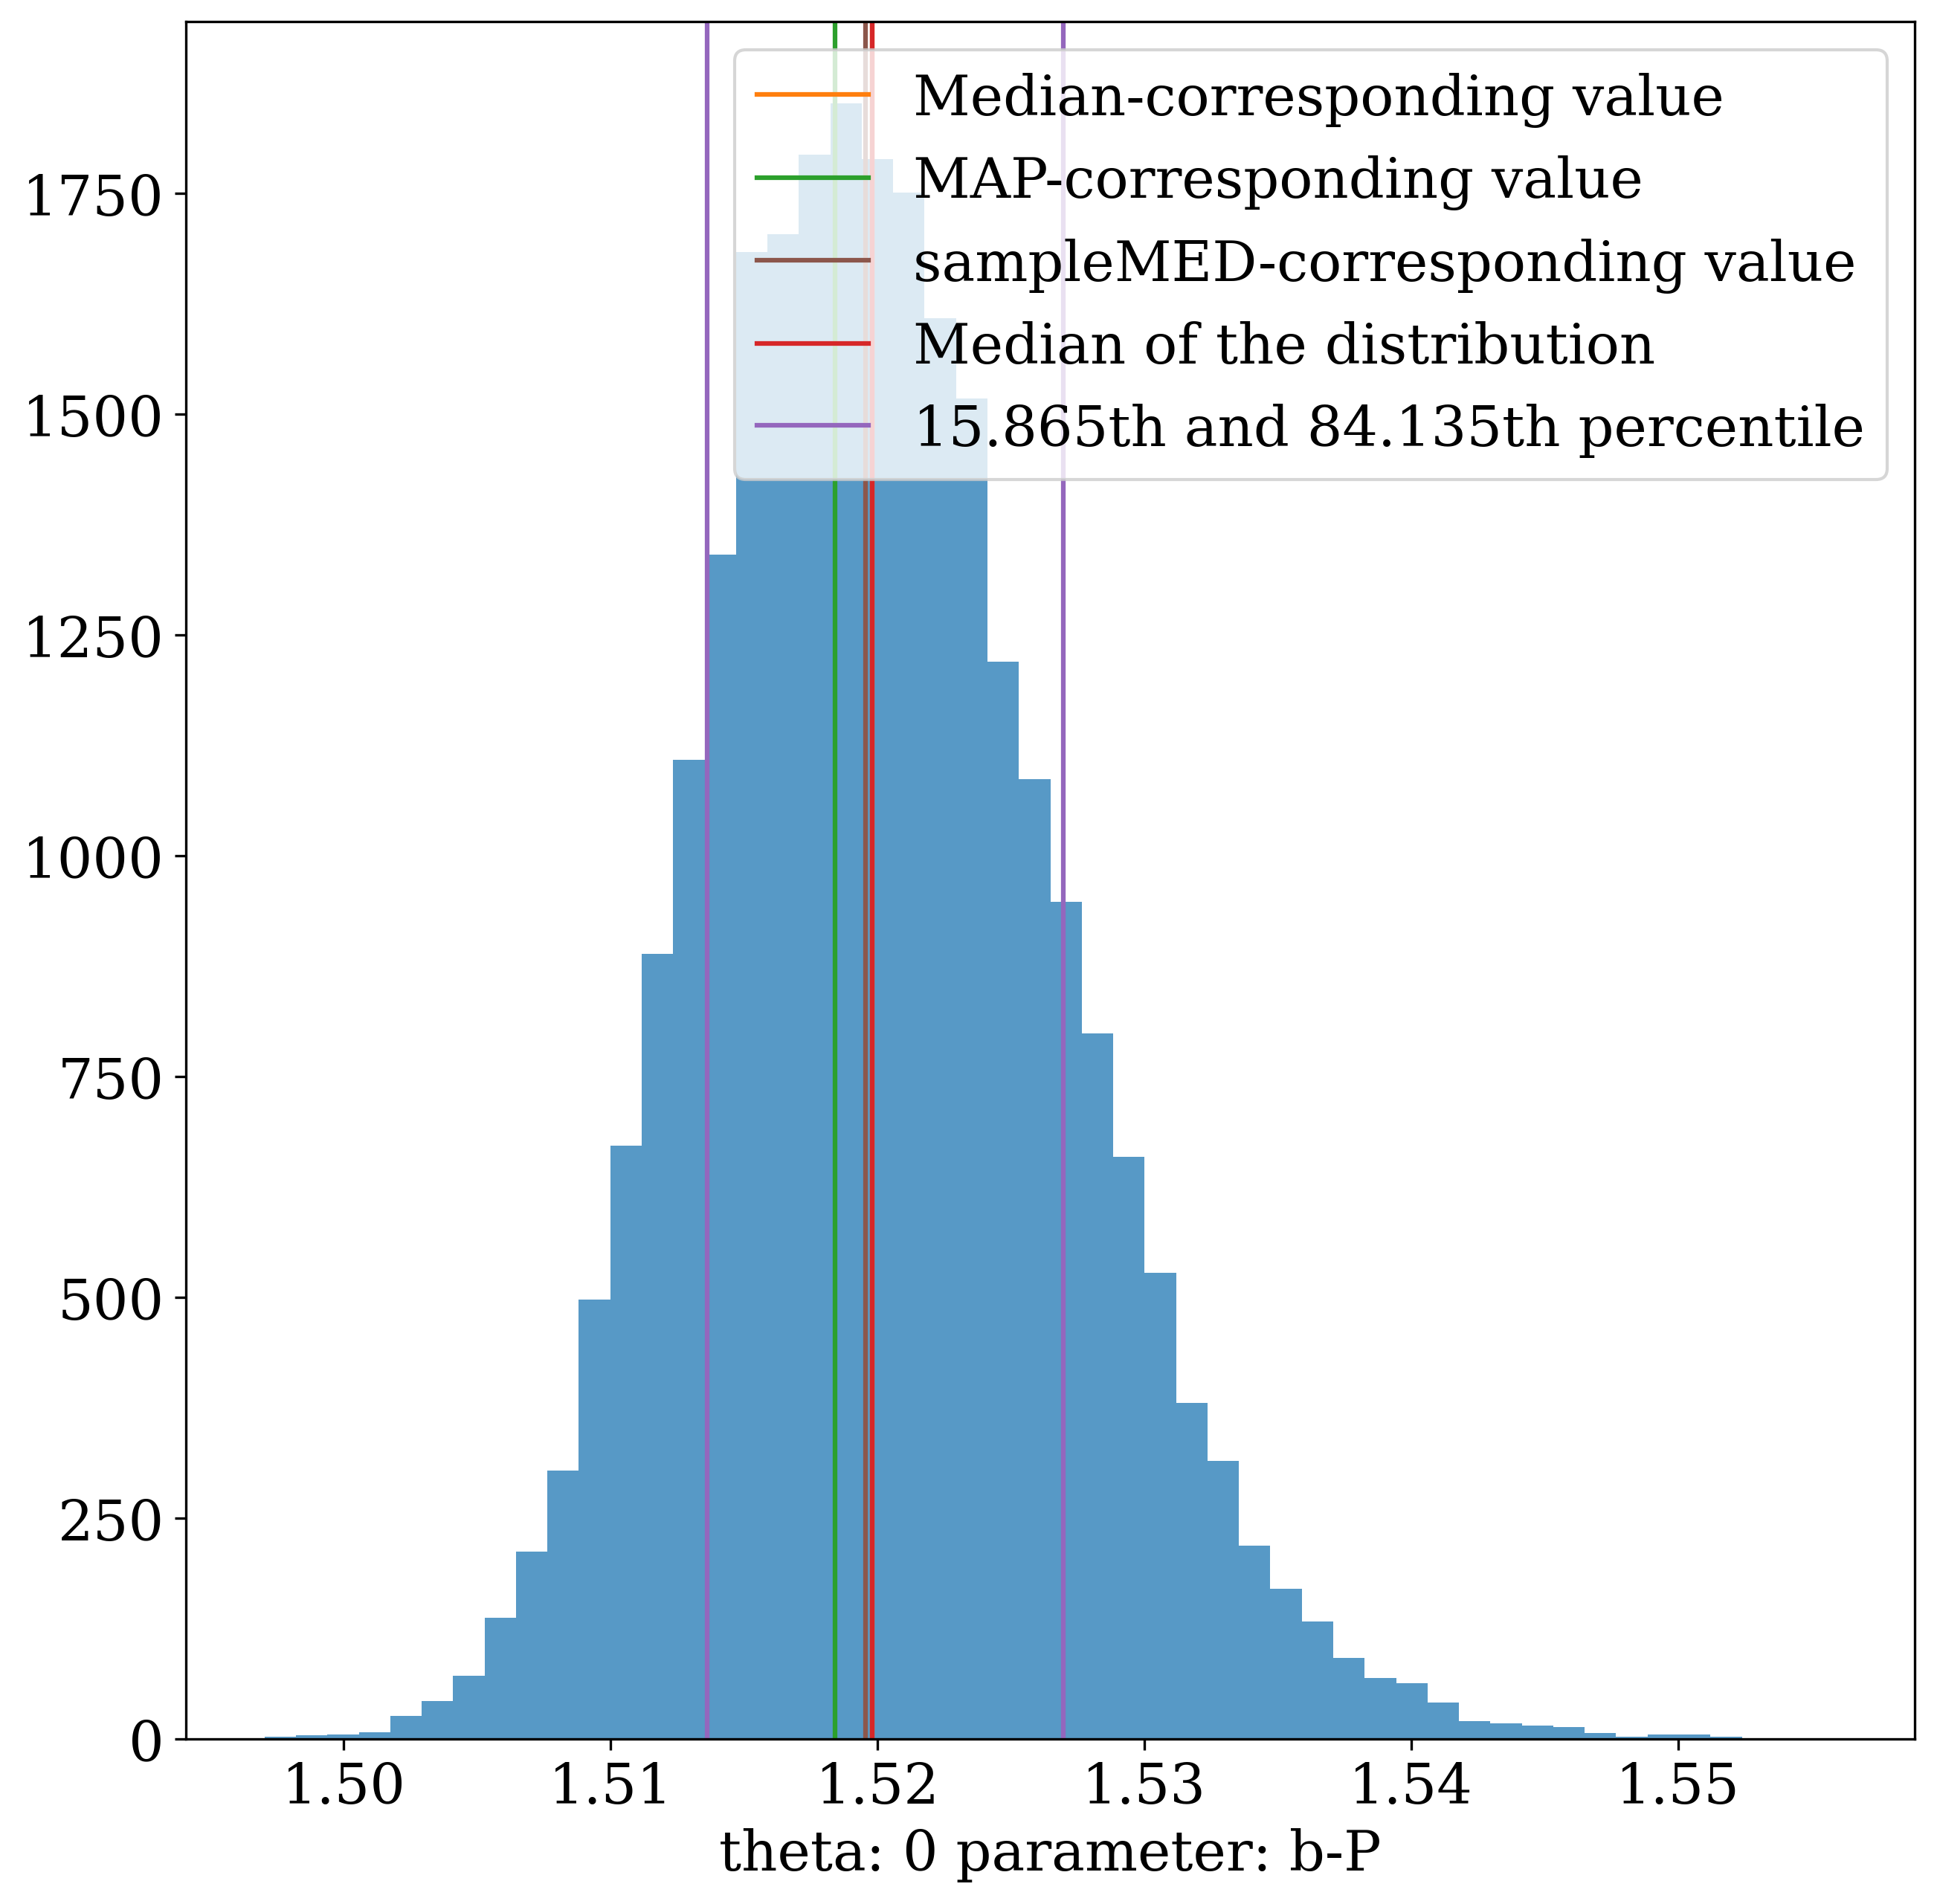 Median-corresponding value
MAP-corresponding value
sampleMED-corresponding value
Median of the distribution
15.865th and 84.135th percentile
1750
1500
1250
1000
750
500
250
0
1.50 1.51 1.52 1.53 1.54 1.55
theta: 0 parameter: b-P